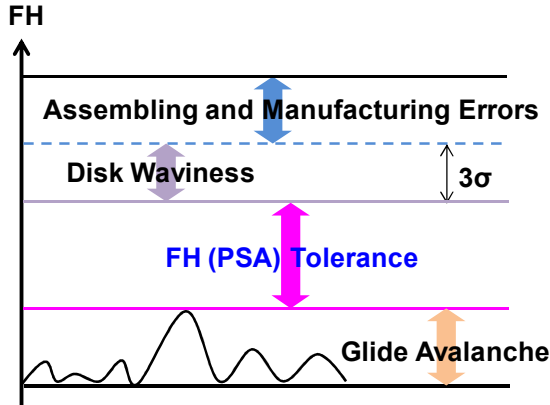 FH
Assembling and Manufacturing Errors
Disk Waviness
3σ
FH (PSA) Tolerance
Glide Avalanche